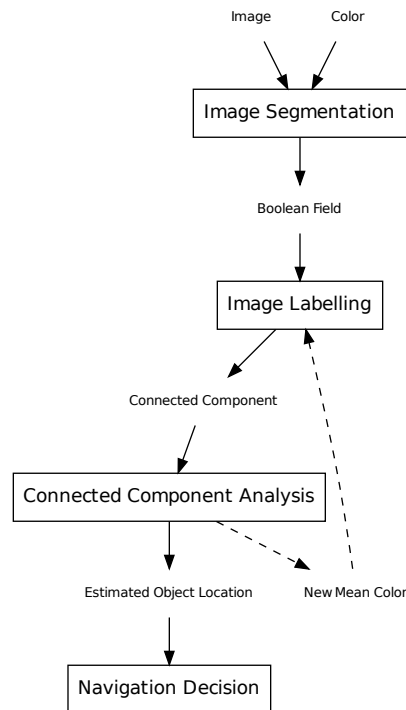 Image Color
Image Segmentation
Boolean Field
Image Labelling
Connected Component
Connected Component Analysis
Estimated Object Location New Mean Color
Navigation Decision